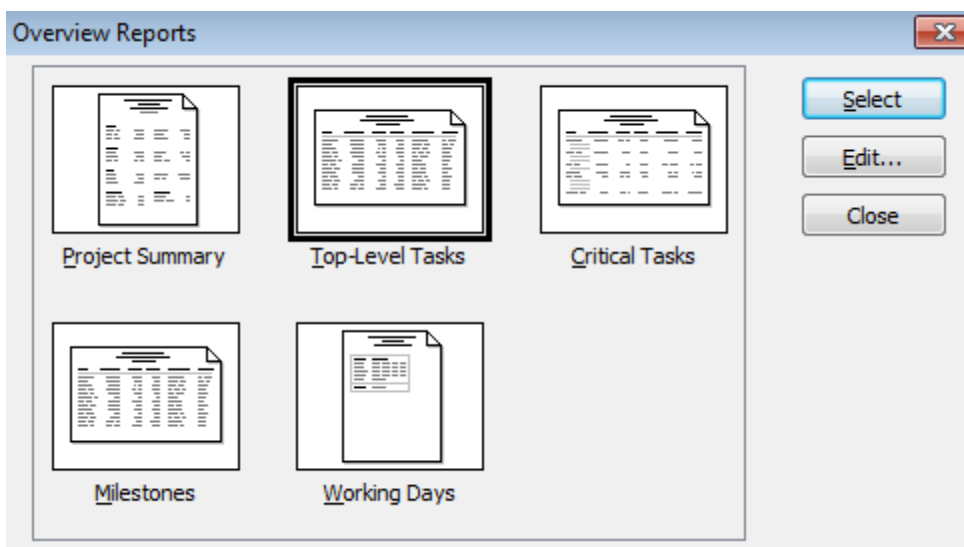 Overview Reports
Select
Edit...
Close
Project Summary
Top-Level Tasks
Critical Tasks
Milestones
Working Days